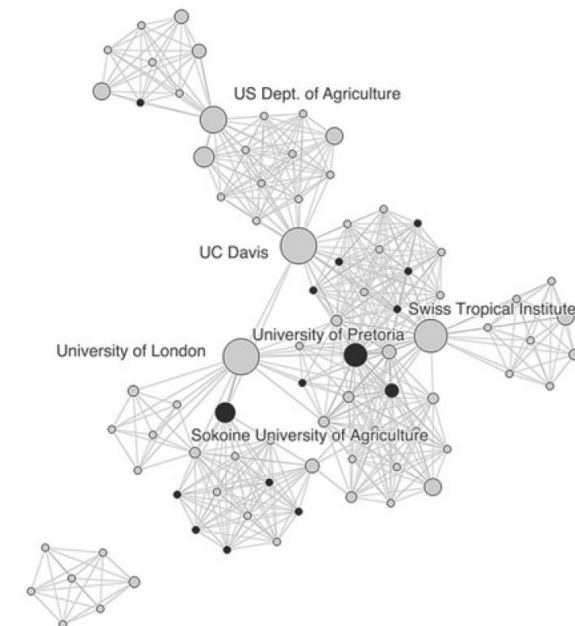 US Dept. of Agriculture
UC Davis
Swiss Tropical Institute
University of Pretoria
University of London
Sokoine University of Agriculture